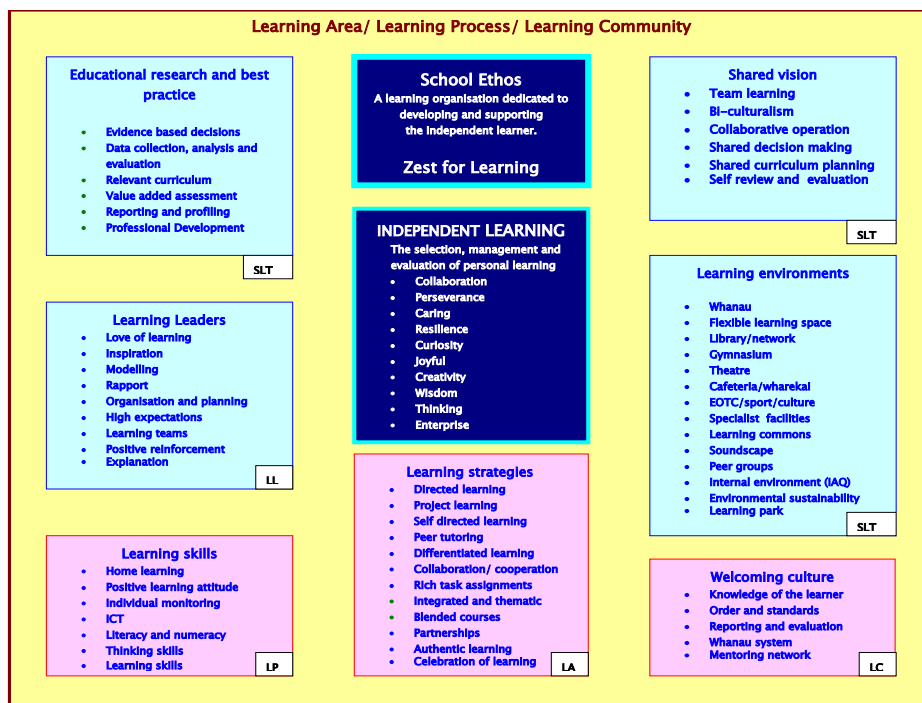 Learning Area/ Learning Process/ Learning Community
Educational research and best
practice
• Evidence based decisions
• Data collection, analysis and
evaluation
• Relevant curriculum
• Value added assessment
• Reporting and profiling
• Professional Development
SLT
School Ethos
A learning organisation dedicated to
developing and supporting
the independent learner.
Zest for Learning
Shared vision
• Team learning
• Bi-culturalism
• Collaborative operation
• Shared decision making
• Shared curriculum planning
• Self review and evaluation
SLT
INDEPENDENT LEARNING
The selection, management and
evaluation of personal learning
• Collaboration
• Perseverance
• Caring
• Resilience
• Curiosity
• Joyful
• Creativity
• Wisdom
• Thinking
• Enterprise
Learning environments
• Whanau
• Flexible learning space
• Library/network
• Gymnasium
• Theatre
• Cafeteria/wharekai
• EOTC/sport/culture
• Specialist facilities
• Learning commons
• Soundscape
• Peer groups
• Internal environment (IAQ)
• Environmental sustainability
• Learning park
SLT
Learning Leaders
• Love of learning
• Inspiration
• Modelling
• Rapport
• Organisation and planning
• High expectations
• Learning teams
• Positive reinforcement
• Explanation
LL
Learning strategies
• Directed learning
• Project learning
• Self directed learning
• Peer tutoring
• Differentiated learning
• Collaboration/ cooperation
• Rich task assignments
• Integrated and thematic
• Blended courses
• Partnerships
• Authentic learning
• Celebration of learning
LA
Learning skills
• Home learning
• Positive learning attitude
• Individual monitoring
• ICT
• Literacy and numeracy
• Thinking skills
• Learning skills
LP
Welcoming culture
• Knowledge of the learner
• Order and standards
• Reporting and evaluation
• Whanau system
• Mentoring network
LC